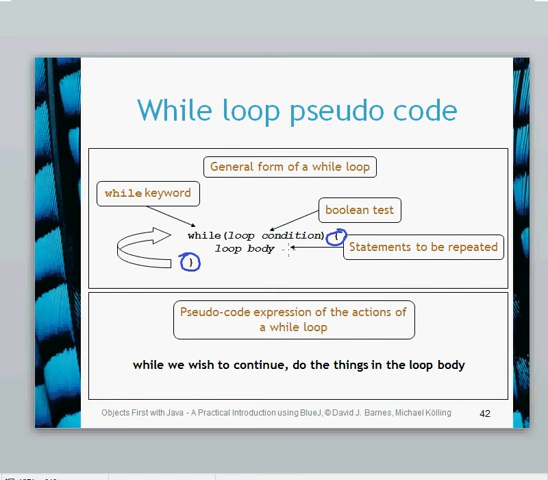 While loop pseudo code
General form of a while loop
while keyword
boolean test
while(loop condition) {
loop body
Statements to be repeated
}
Pseudo-code expression of the actions of
a while loop
while we wish to continue, do the things in the loop body
Objects First with Java - A Practical Introduction using BlueJ, © David J. Barnes, Michael Kölling
42